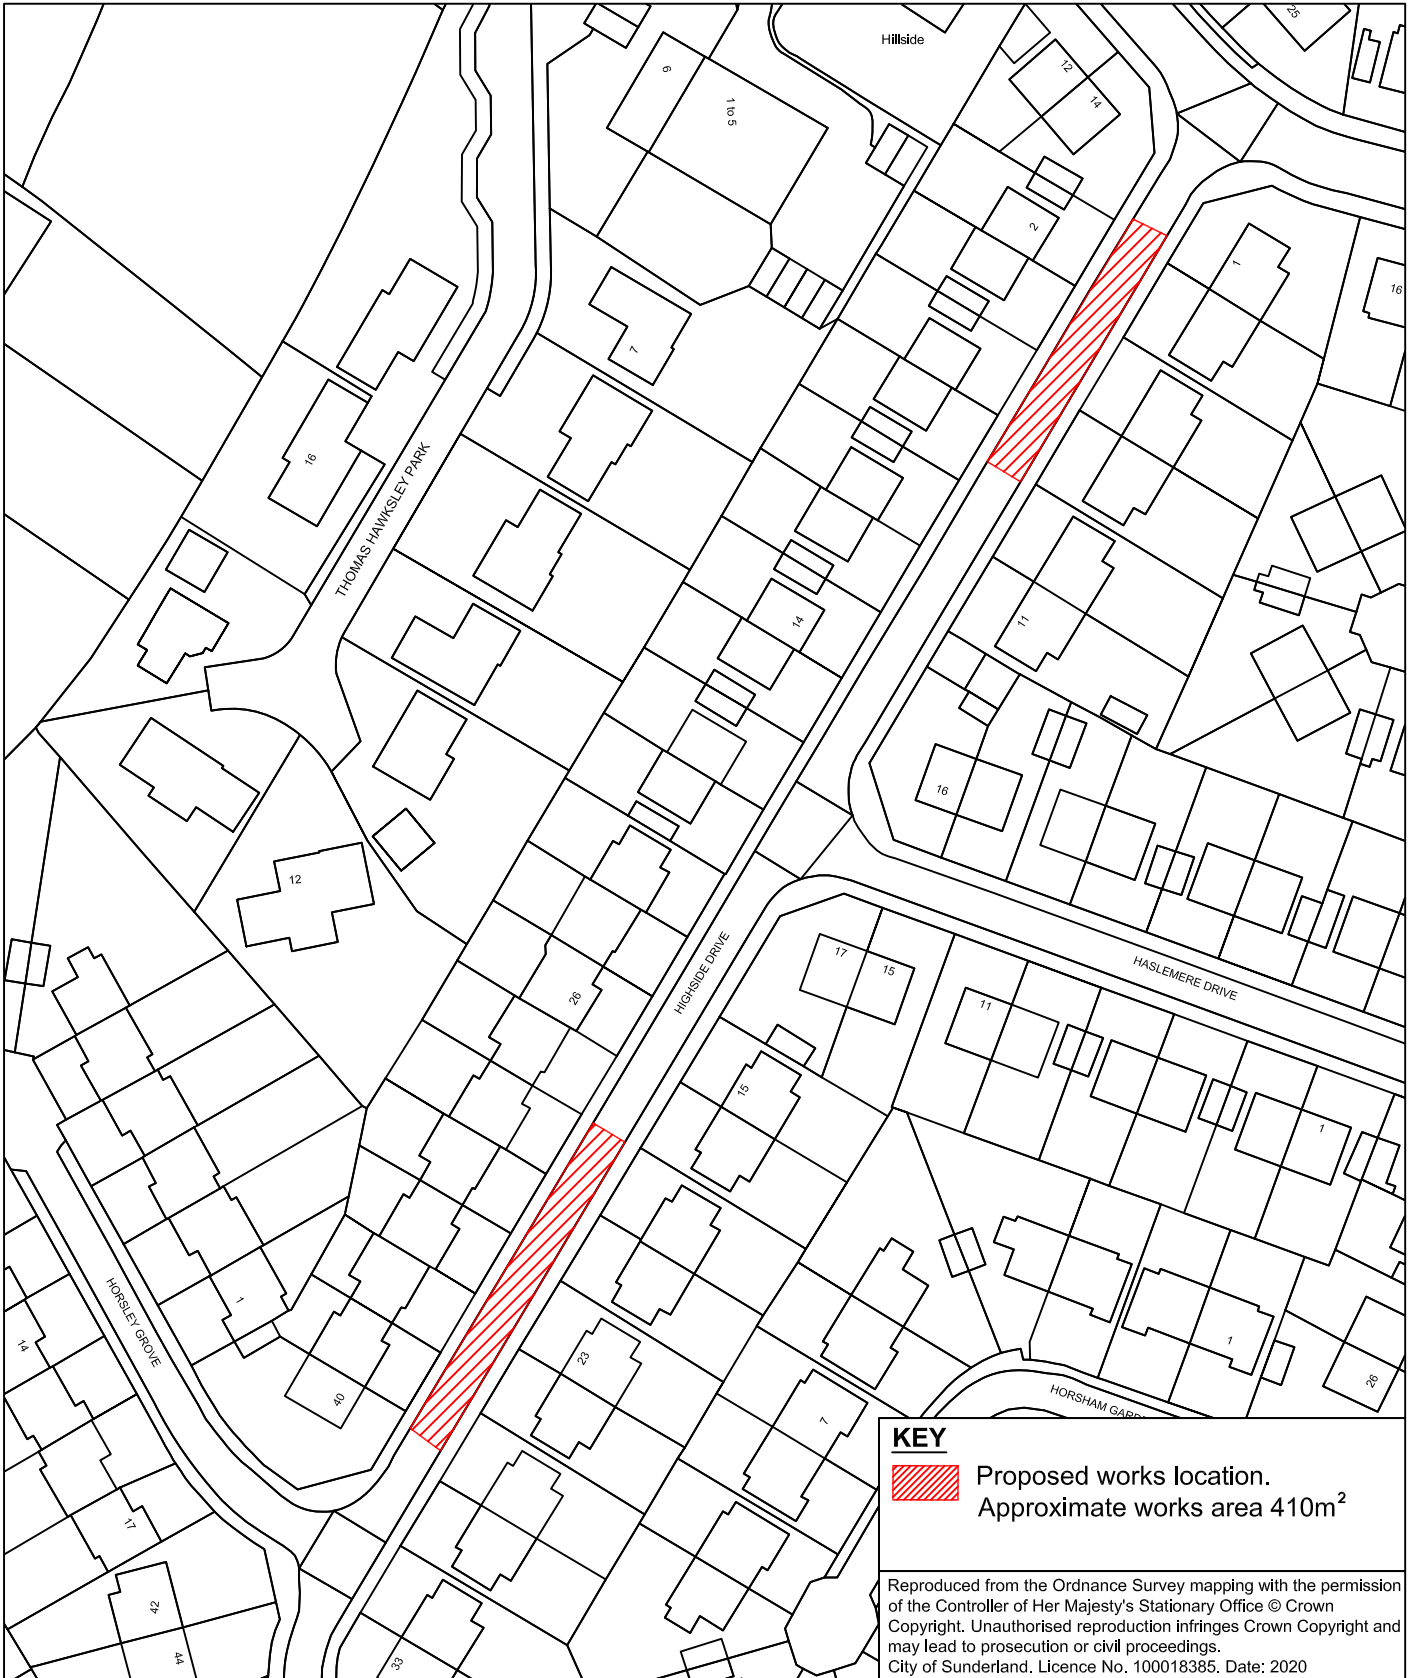 25
Hillside
6
12
1 to 5
14
2
1
16
7
16
THOMAS HAWKSLEY PARK
14
11
16
12
17
15
HASLEMERE DRIVE
HIGHSIDE DRIVE
26
11
15
1
HORSLEY GROVE
1
14
23
1
40
7
26
HORSHAM GARD
17
42
44
33
KEY
Proposed works location.
Approximate works area 410m²
Reproduced from the Ordnance Survey mapping with the permission
of the Controller of Her Majesty's Stationary Office © Crown
Copyright. Unauthorised reproduction infringes Crown Copyright and
may lead to prosecution or civil proceedings.
City of Sunderland. Licence No. 100018385. Date: 2020